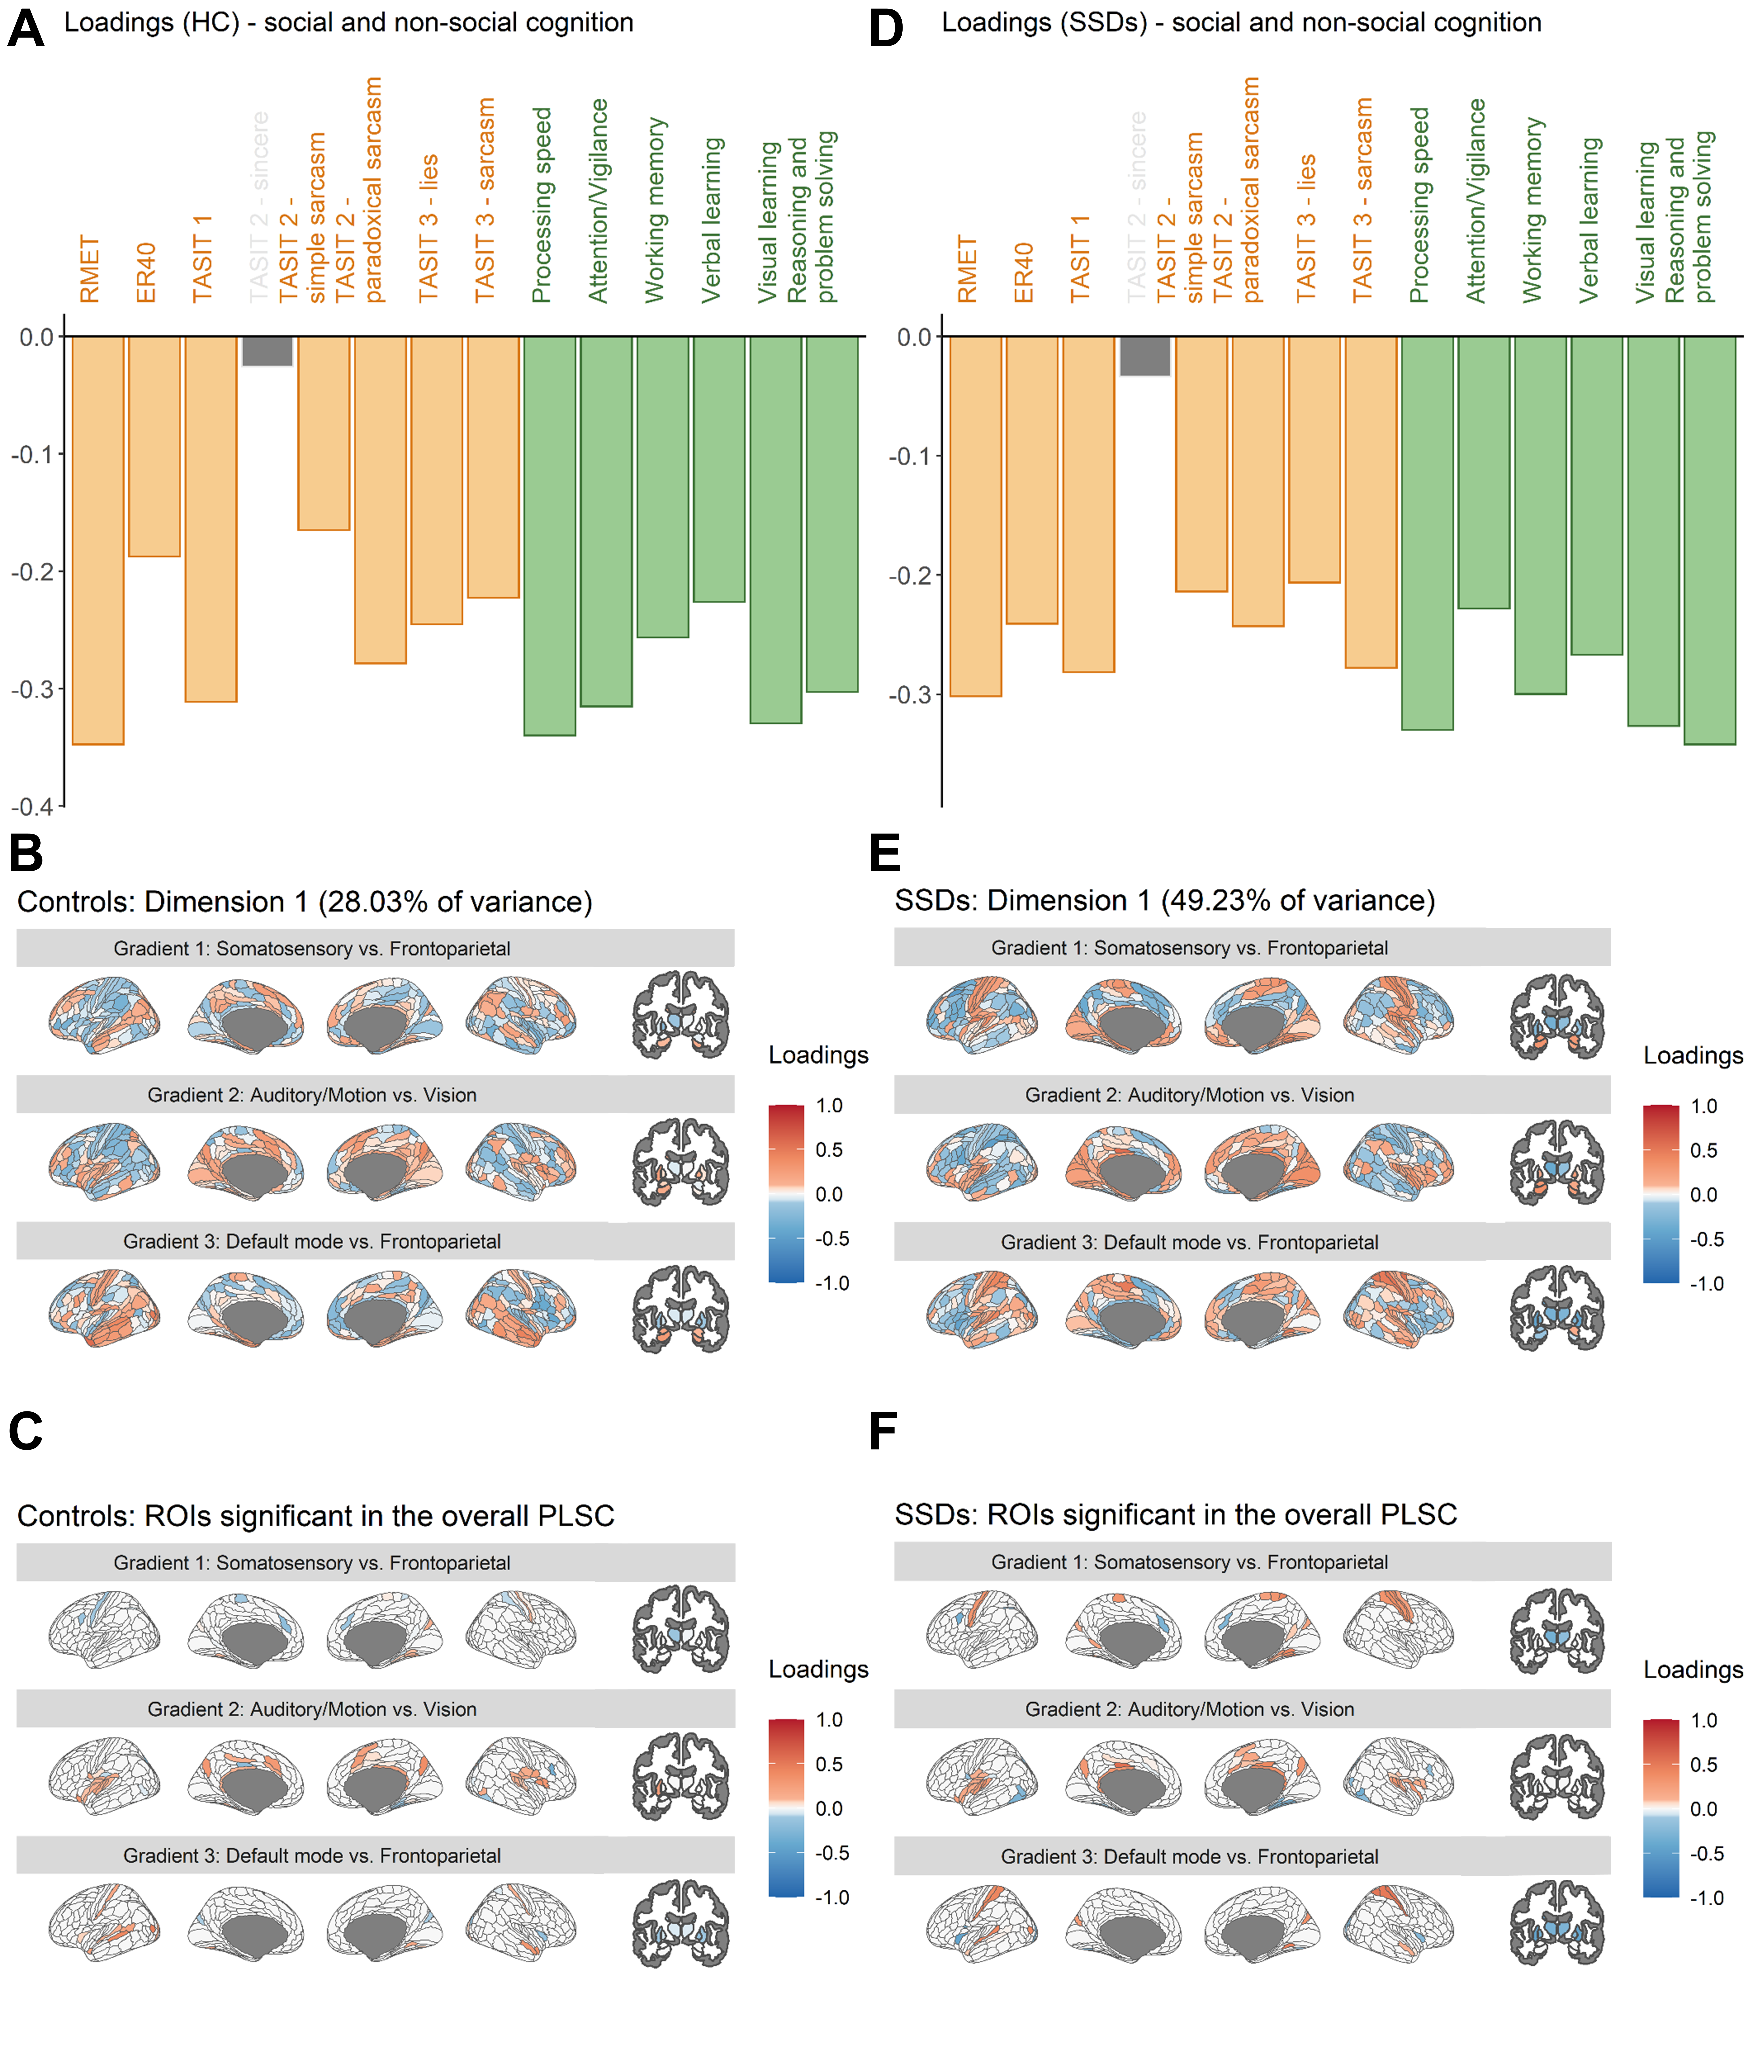 A
Loadings (HC) - social and non-social cognition
RMET
ER40
TASIT 1
TASIT 2 - sincere
TASIT 2 -
simple sarcasm
TASIT 2 -
paradoxical sarcasm
TASIT 3 - lies
TASIT 3 - sarcasm
Processing speed
Attention/Vigilance
Working memory
Verbal learning
Visual learning
Reasoning and
problem solving
0.0
-0.1
-0.2
-0.3
-0.4
B
Controls: Dimension 1 (28.03% of variance)
Gradient 1: Somatosensory vs. Frontoparietal
Gradient 2: Auditory/Motion vs. Vision
Gradient 3: Default mode vs. Frontoparietal
Loadings
1.0
0.5
0.0
-0.5
-1.0
C
Controls: ROIs significant in the overall PLSC
Gradient 1: Somatosensory vs. Frontoparietal
Gradient 2: Auditory/Motion vs. Vision
Gradient 3: Default mode vs. Frontoparietal
Loadings
1.0
0.5
0.0
-0.5
-1.0
D
Loadings (SSDs) - social and non-social cognition
RMET
ER40
TASIT 1
TASIT 2 - sincere
TASIT 2 -
simple sarcasm
TASIT 2 -
paradoxical sarcasm
TASIT 3 - lies
TASIT 3 - sarcasm
Processing speed
Attention/Vigilance
Working memory
Verbal learning
Visual learning
Reasoning and
problem solving
0.0
-0.1
-0.2
-0.3
E
SSDs: Dimension 1 (49.23% of variance)
Gradient 1: Somatosensory vs. Frontoparietal
Gradient 2: Auditory/Motion vs. Vision
Gradient 3: Default mode vs. Frontoparietal
Loadings
1.0
0.5
0.0
-0.5
-1.0
F
SSDs: ROIs significant in the overall PLSC
Gradient 1: Somatosensory vs. Frontoparietal
Gradient 2: Auditory/Motion vs. Vision
Gradient 3: Default mode vs. Frontoparietal
Loadings
1.0
0.5
0.0
-0.5
-1.0